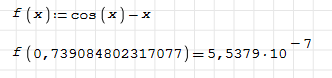 f(x):=cos(x)-x
f(0,739084802317077)=5,5379·10⁻⁷